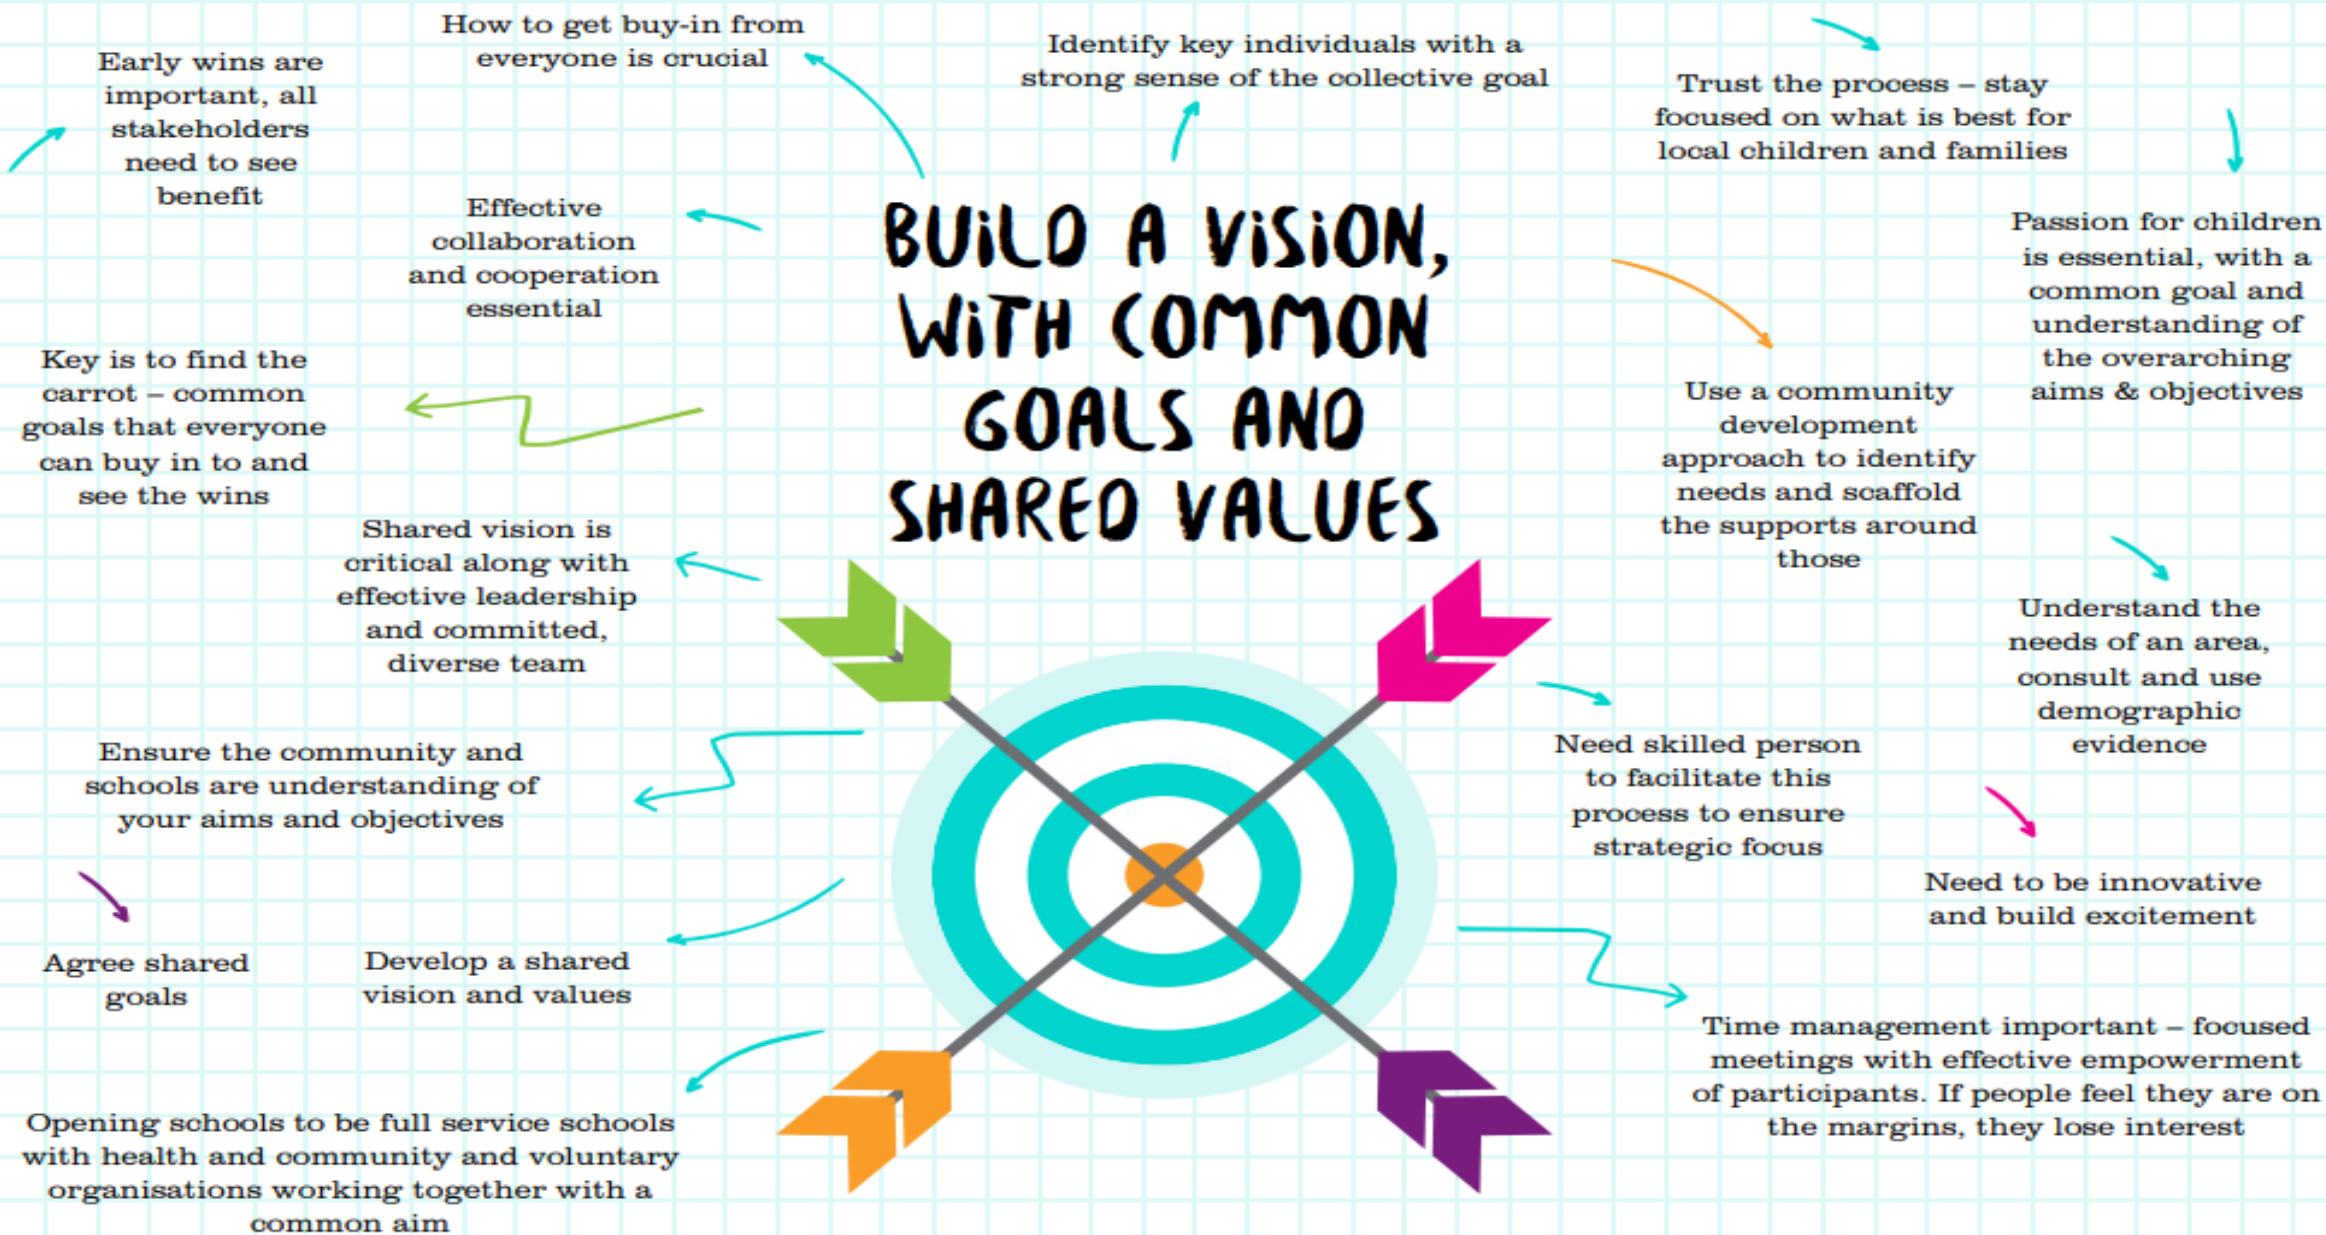 How to get buy-in from
everyone is crucial
Early wins are
important, all
stakeholders
need to see
benefit
Identify key individuals with a
strong sense of the collective goal
Trust the process – stay
focused on what is best for
local children and families
Effective
collaboration
and cooperation
essential
BUILD A VISION,
WITH COMMON
GOALS AND
SHARED VALUES
Passion for children
is essential, with a
common goal and
understanding of
the overarching
aims & objectives
Key is to find the
carrot – common
goals that everyone
can buy in to and
see the wins
Use a community
development
approach to identify
needs and scaffold
the supports around
those
Shared vision is
critical along with
effective leadership
and committed,
diverse team
Understand the
needs of an area,
consult and use
demographic
evidence
Ensure the community and
schools are understanding of
your aims and objectives
Need skilled person
to facilitate this
process to ensure
strategic focus
Need to be innovative
and build excitement
Agree shared
goals
Develop a shared
vision and values
Time management important – focused
meetings with effective empowerment
of participants. If people feel they are on
the margins, they lose interest
Opening schools to be full service schools
with health and community and voluntary
organisations working together with a
common aim